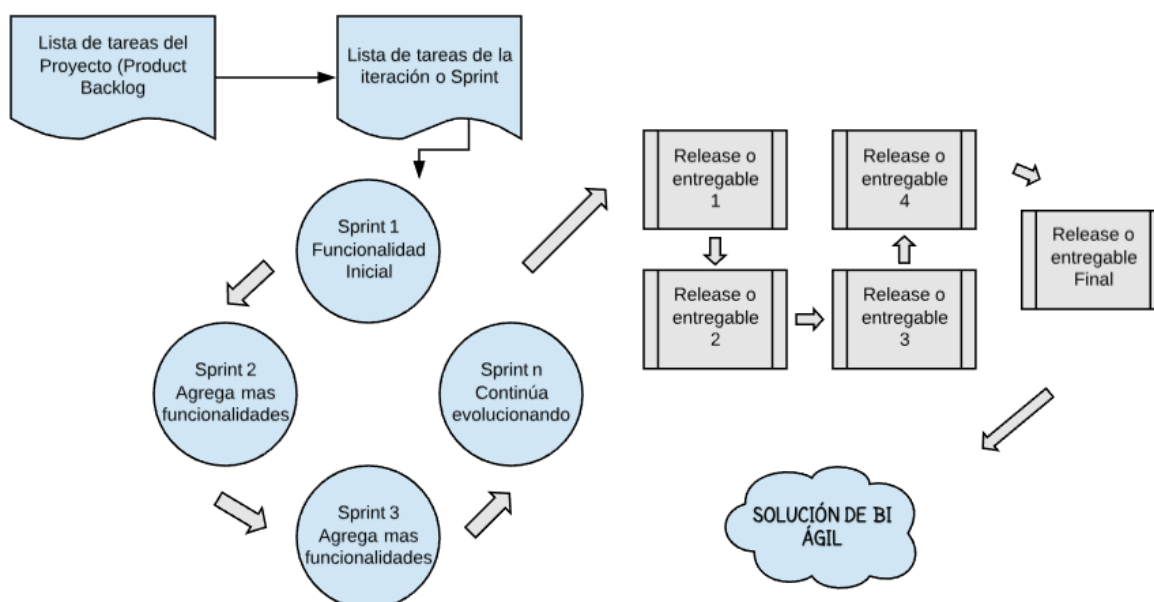 Lista de tareas del
Proyecto (Product
Backlog
Lista de tareas de la
iteración o Sprint
Sprint 1
Funcionalidad
Inicial
Sprint 2
Agrega mas
funcionalidades
Sprint 3
Agrega mas
funcionalidades
Sprint n
Continúa
evolucionando
Release o
entregable
1
Release o
entregable
2
Release o
entregable
3
Release o
entregable
4
Release o
entregable
Final
SOLUCIÓN DE BI
ÁGIL